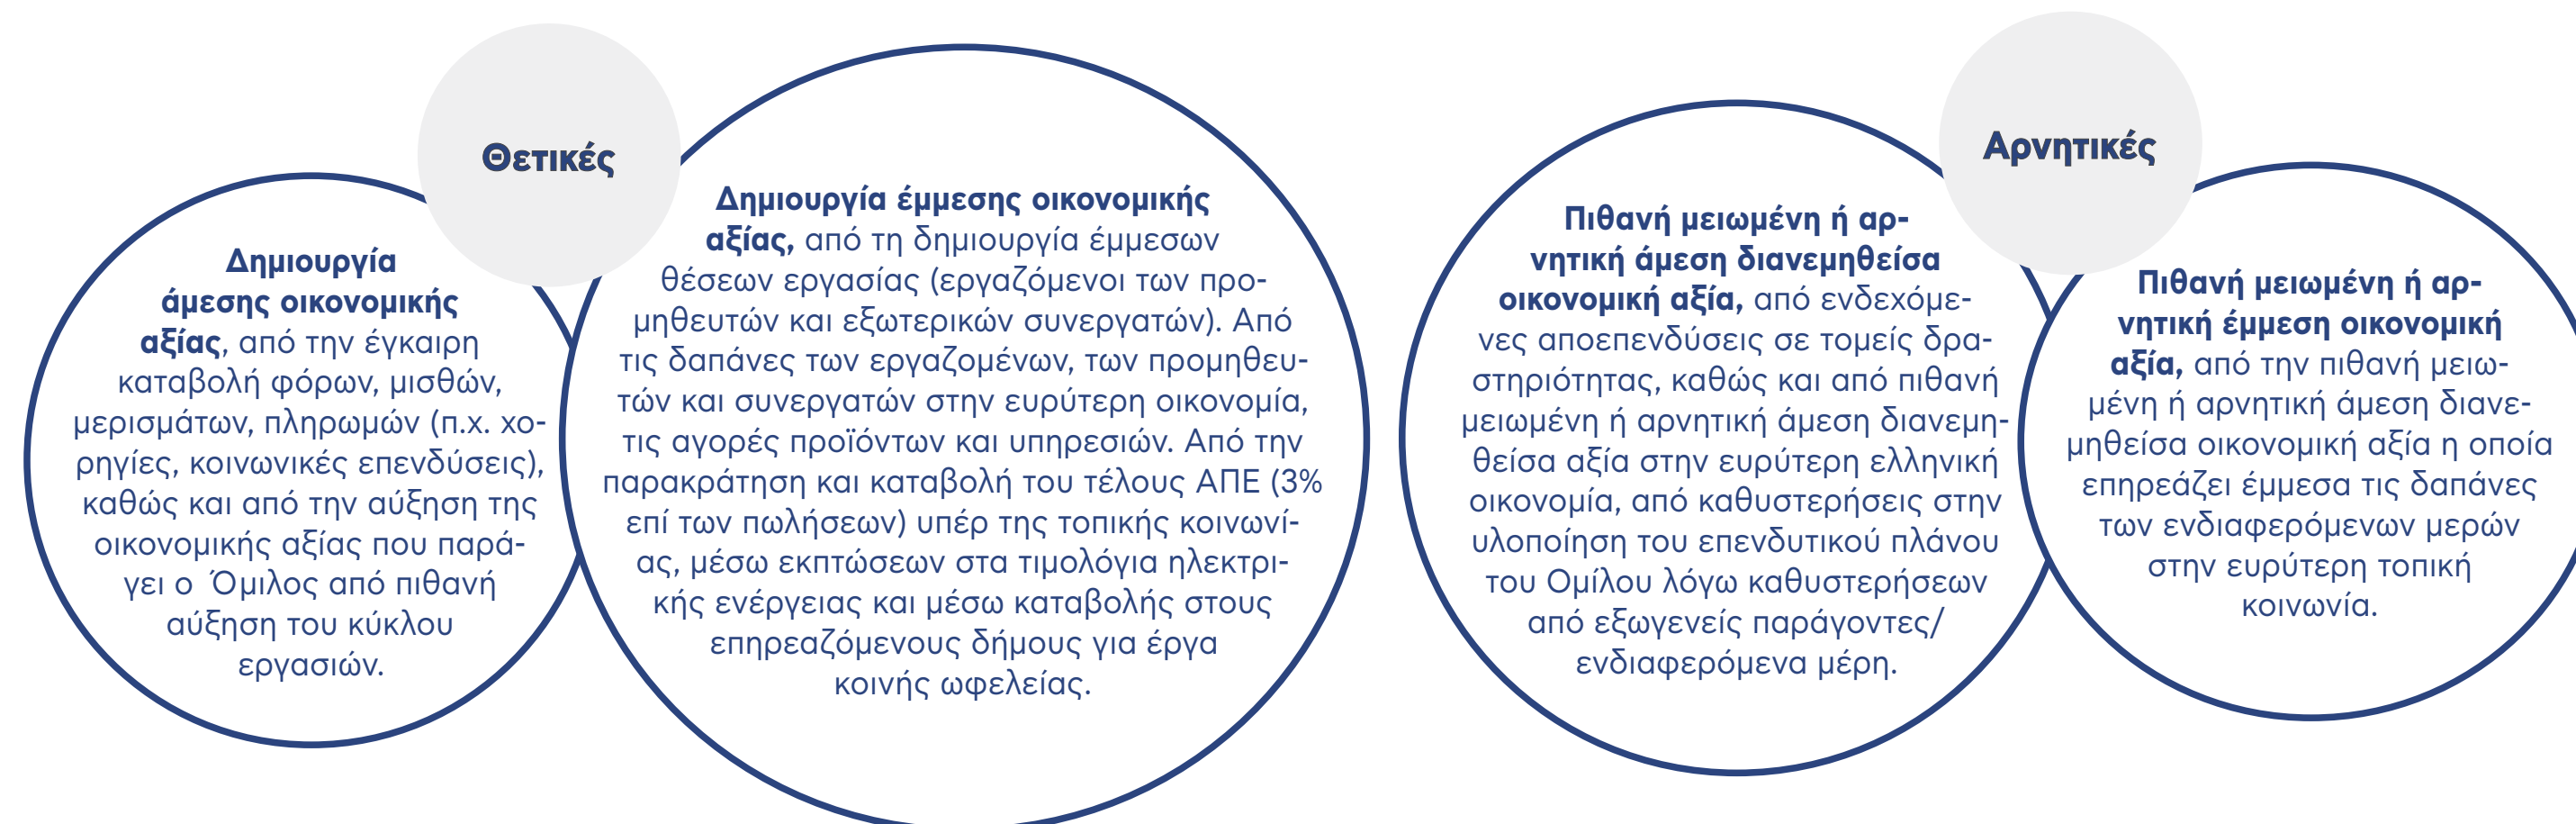 Θετικές
Δημιουργία
άμεσης οικονομικής
αξίας, από την έγκαιρη
καταβολή φόρων, μισθών,
μερισμάτων, πληρωμών (π.χ. χο-
ρηγίες, κοινωνικές επενδύσεις),
καθώς και από την αύξηση της
οικονομικής αξίας που παρά-
γει ο Όμιλος από πιθανή
αύξηση του κύκλου
εργασιών.
Δημιουργία έμμεσης οικονομικής
αξίας, από τη δημιουργία έμμεσων
θέσεων εργασίας (εργαζόμενοι των προ-
μηθευτών και εξωτερικών συνεργατών). Από
τις δαπάνες των εργαζομένων, των προμηθευ-
τών και συνεργατών στην ευρύτερη οικονομία,
τις αγορές προϊόντων και υπηρεσιών. Από την
παρακράτηση και καταβολή του τέλους ΑΠΕ (3%
επί των πωλήσεων) υπέρ της τοπικής κοινωνί-
ας, μέσω εκπτώσεων στα τιμολόγια ηλεκτρι-
κής ενέργειας και μέσω καταβολής στους
επηρεαζόμενους δήμους για έργα
κοινής ωφελείας.
Αρνητικές
Πιθανή μειωμένη ή αρ-
νητική άμεση διανεμηθείσα
οικονομική αξία, από ενδεχόμε-
νες αποεπενδύσεις σε τομείς δρα-
στηριότητας, καθώς και από πιθανή
μειωμένη ή αρνητική άμεση διανεμη-
θείσα αξία στην ευρύτερη ελληνική
οικονομία, από καθυστερήσεις στην
υλοποίηση του επενδυτικού πλάνου
του Ομίλου λόγω καθυστερήσεων
από εξωγενείς παράγοντες/
ενδιαφερόμενα μέρη.
Πιθανή μειωμένη ή αρ-
νητική έμμεση οικονομική
αξία, από την πιθανή μειω-
μένη ή αρνητική άμεση διανε-
μηθείσα οικονομική αξία η οποία
επηρεάζει έμμεσα τις δαπάνες
των ενδιαφερόμενων μερών
στην ευρύτερη τοπική
κοινωνία.